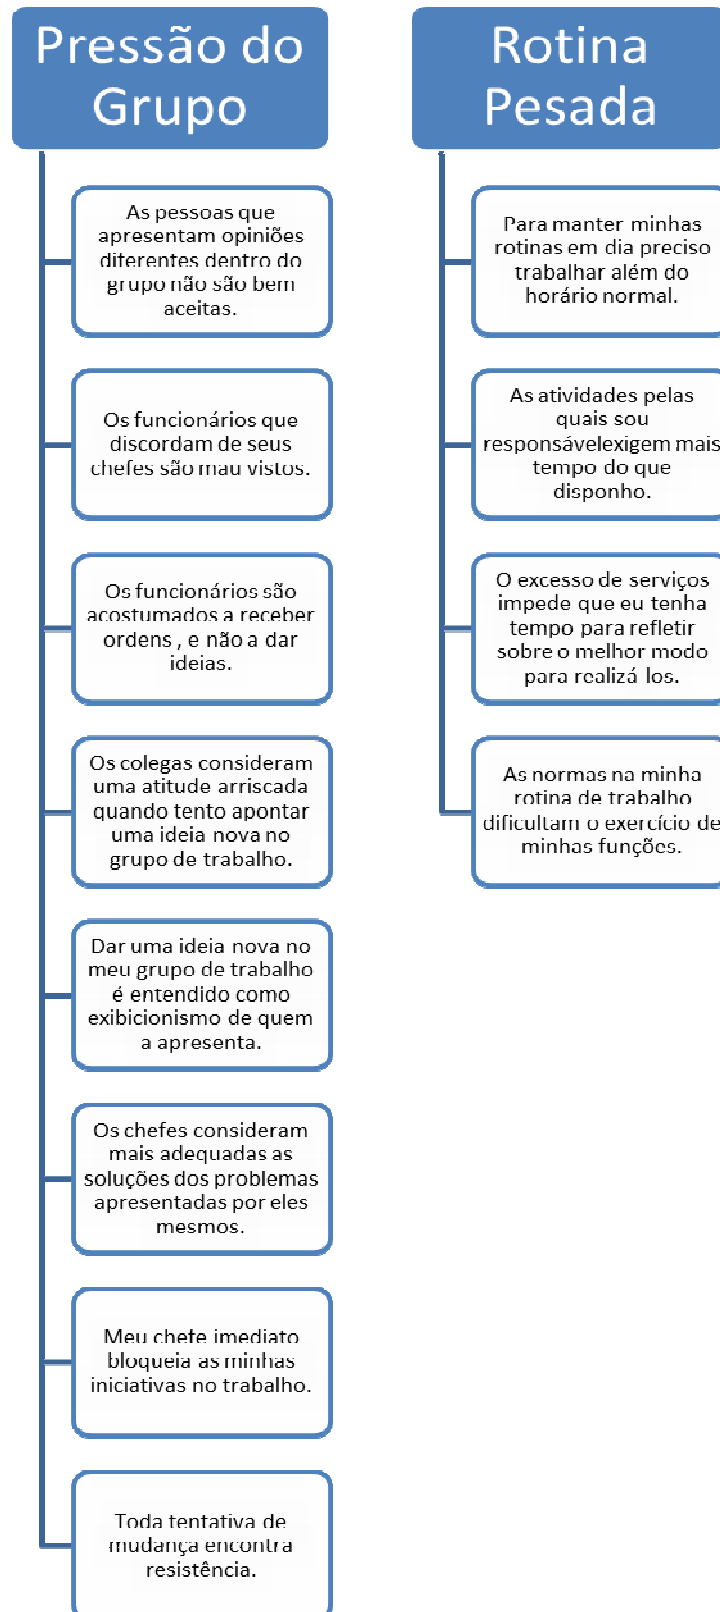 Pressão do
Grupo
As pessoas que
apresentam opiniões
diferentes dentro do
grupo não são bem
aceitas.
Os funcionários que
discordam de seus
chefes são mau vistos.
Os funcionários são
acostumados a receber
ordens , e não a dar
ideias.
Os colegas consideram
uma atitude arriscada
quando tento apontar
uma ideia nova no
grupo de trabalho.
Dar uma ideia nova no
meu grupo de trabalho
é entendido como
exibicionismo de quem
a apresenta.
Os chefes consideram
mais adequadas as
soluções dos problemas
apresentadas por eles
mesmos.
Meu chefe imediato
bloqueia as minhas
iniciativas no trabalho.
Toda tentativa de
mudança encontra
resistência.
Rotina
Pesada
Para manter minhas
rotinas em dia preciso
trabalhar além do
horário normal.
As atividades pelas
quais sou
responsávelexigem mais
tempo do que
disponho.
O excesso de serviços
impede que eu tenha
tempo para refletir
sobre o melhor modo
para realizá los.
As normas na minha
rotina de trabalho
dificultam o exercício de
minhas funções.